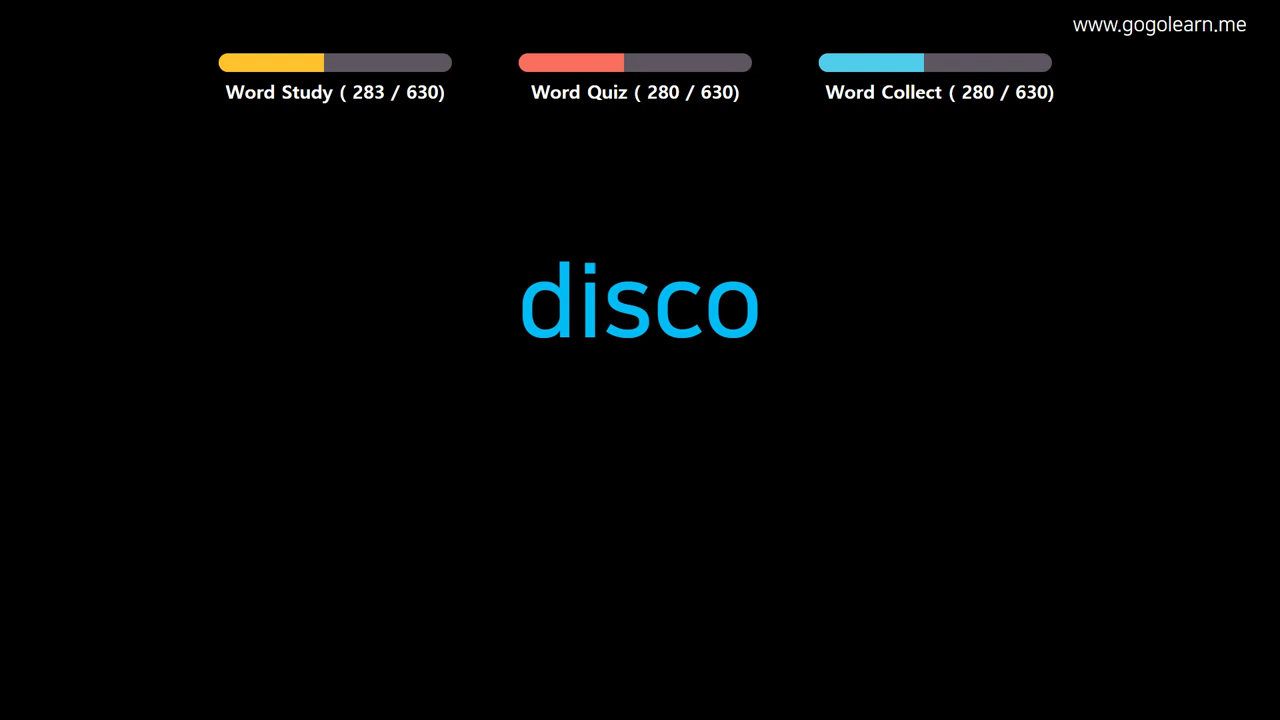 www.gogolearn.me
Word Study ( 283 / 630)
Word Quiz ( 280 / 630)
Word Collect ( 280 / 630)
disco